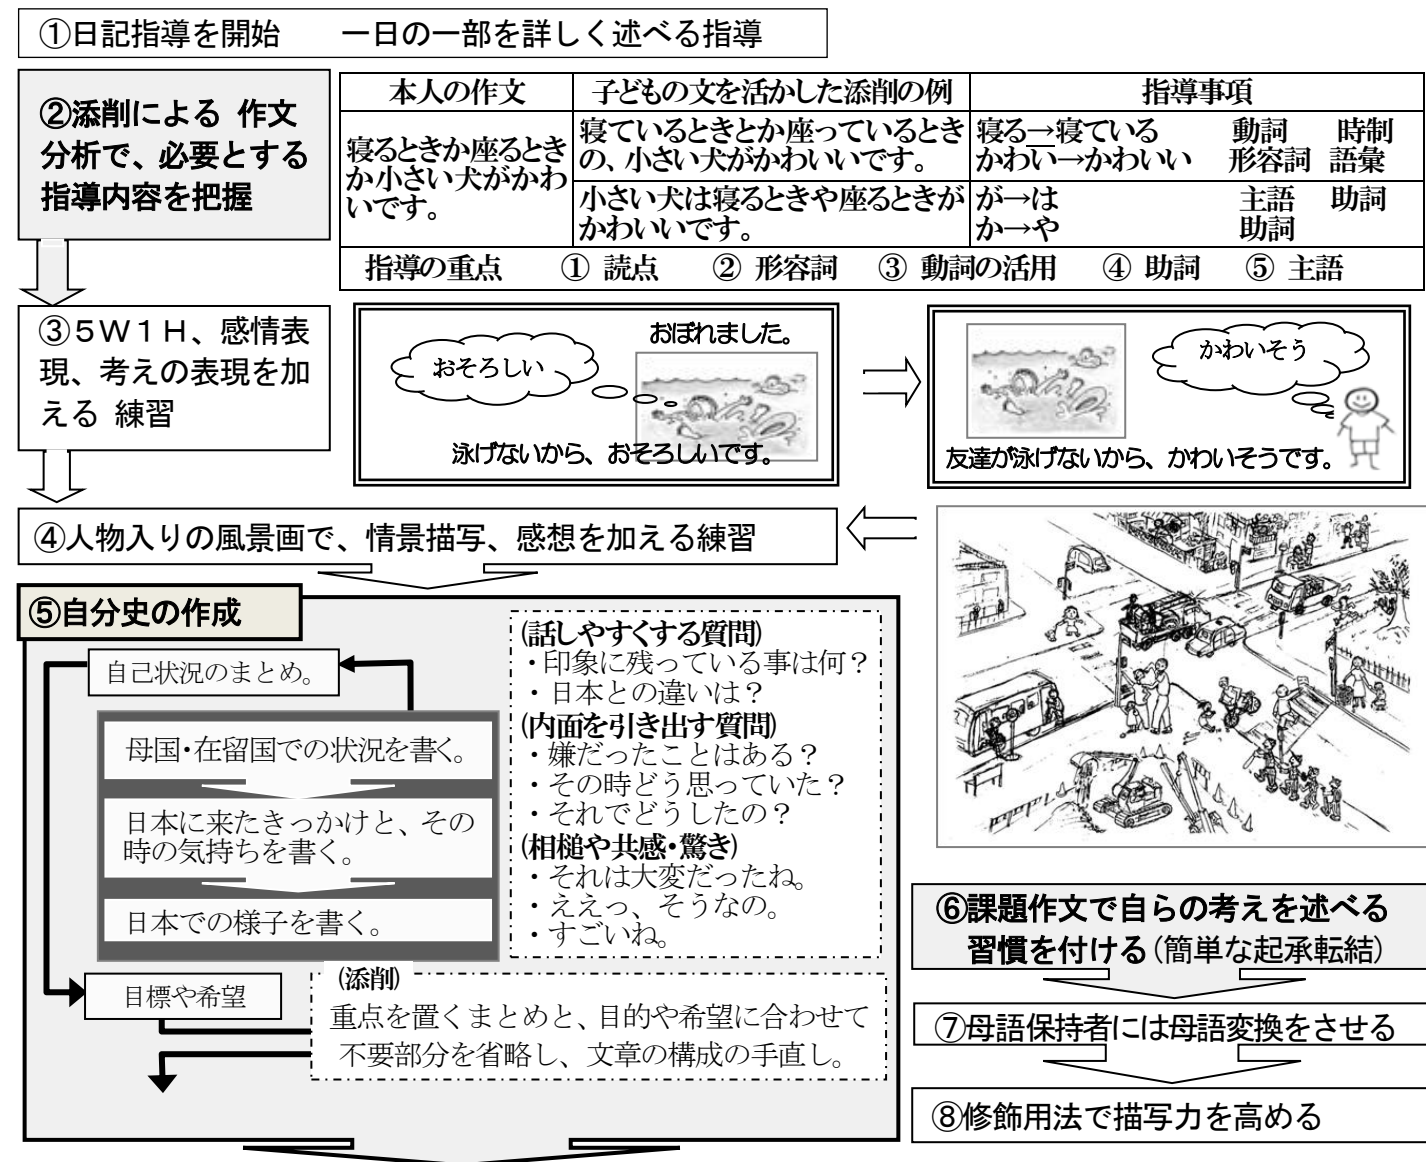 ①日記指導を開始　　一日の一部を詳しく述べる指導
②添削による 作文
分析で、必要とする
指導内容を把握
本人の作文　子どもの文を活かした添削の例　指導事項
寝るときか座るとき
か小さい犬がかわ
いです。
寝ているときとか座っているとき
の、小さい犬がかわいいです。
寝る→寝ている　動詞　時制
かわい→かわいい　形容詞　語彙
小さい犬は寝るときや座るときが
かわいいです。
が→は　主語　助詞
か→や　助詞
指導の重点　① 読点　② 形容詞　③ 動詞の活用　④ 助詞　⑤ 主語
③５Ｗ１Ｈ、感情表
現、考えの表現を加
える 練習
おぼれました。
おそろしい
泳げないから、おそろしいです。
かわいそう
友達が泳げないから、かわいそうです。
④人物入りの風景画で、情景描写、感想を加える練習
⑤自分史の作成
自己状況のまとめ。
母国・在留国での状況を書く。
日本に来たきっかけと、その
時の気持ちを書く。
日本での様子を書く。
目標や希望
(話しやすくする質問)
・印象に残っている事は何？
・日本との違いは？
(内面を引き出す質問)
・嫌だったことはある？
・その時どう思っていた？
・それでどうしたの？
(相槌や共感・驚き)
・それは大変だったね。
・ええっ、そうなの。
・すごいね。
(添削)
重点を置くまとめと、目的や希望に合わせて
不要部分を省略し、文章の構成の手直し。
⑥課題作文で自らの考えを述べる
習慣を付ける(簡単な起承転結)
⑦母語保持者には母語変換をさせる
⑧修飾用法で描写力を高める